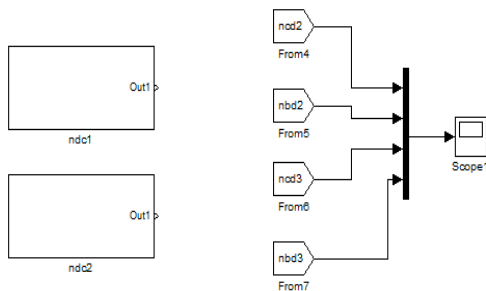 Out1
ndc1
Out1
ndc2
ncd2
From4
nbd2
From5
ncd3
From6
nbd3
From7
Scope1